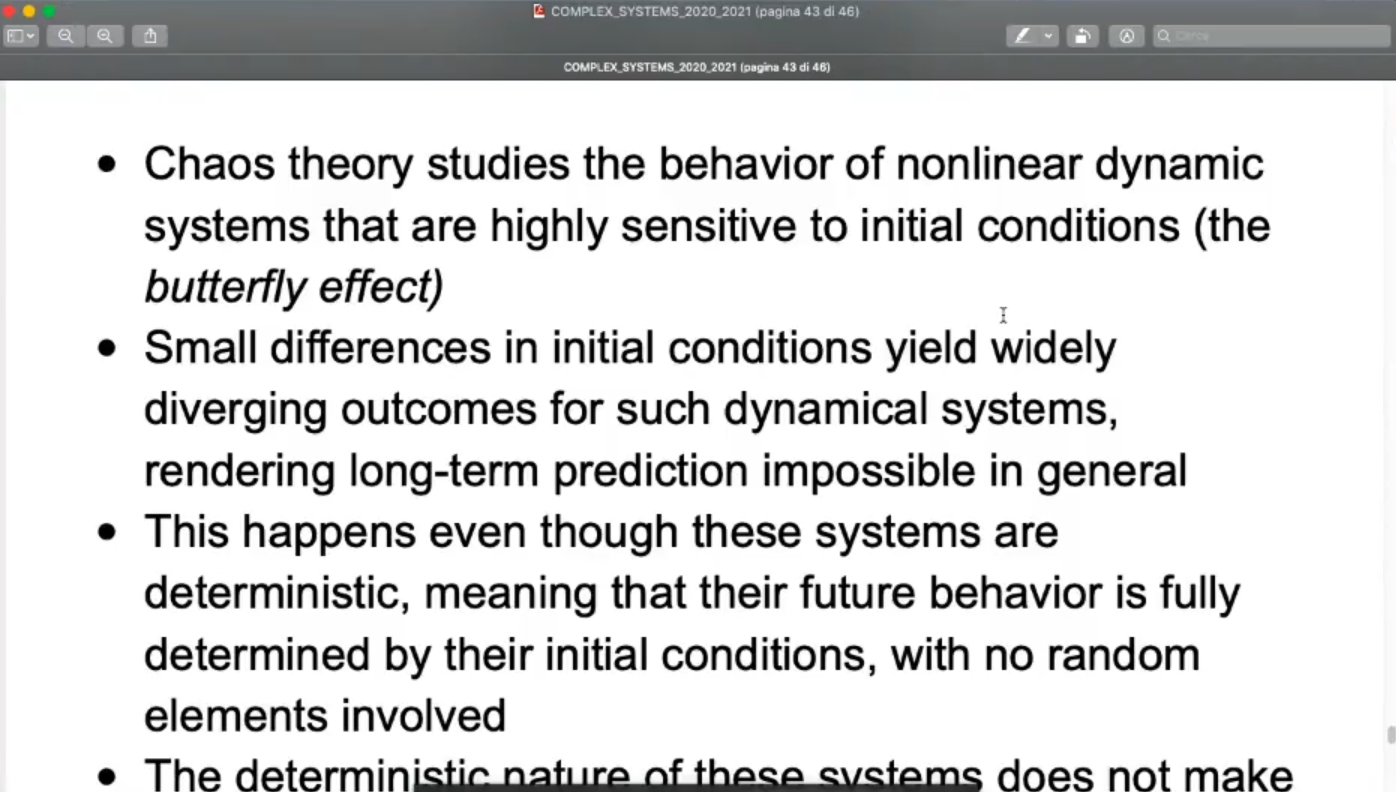 COMPLEX_SYSTEMS_2020_2021 (pagina 43 di 46)
Cerca
COMPLEX_SYSTEMS_2020_2021 (pagina 43 di 46)
• Chaos theory studies the behavior of nonlinear dynamic
systems that are highly sensitive to initial conditions (the
butterfly effect)
• Small differences in initial conditions yield widely
diverging outcomes for such dynamical systems,
rendering long-term prediction impossible in general
• This happens even though these systems are
deterministic, meaning that their future behavior is fully
determined by their initial conditions, with no random
elements involved
• The deterministic nature of these systems does not make